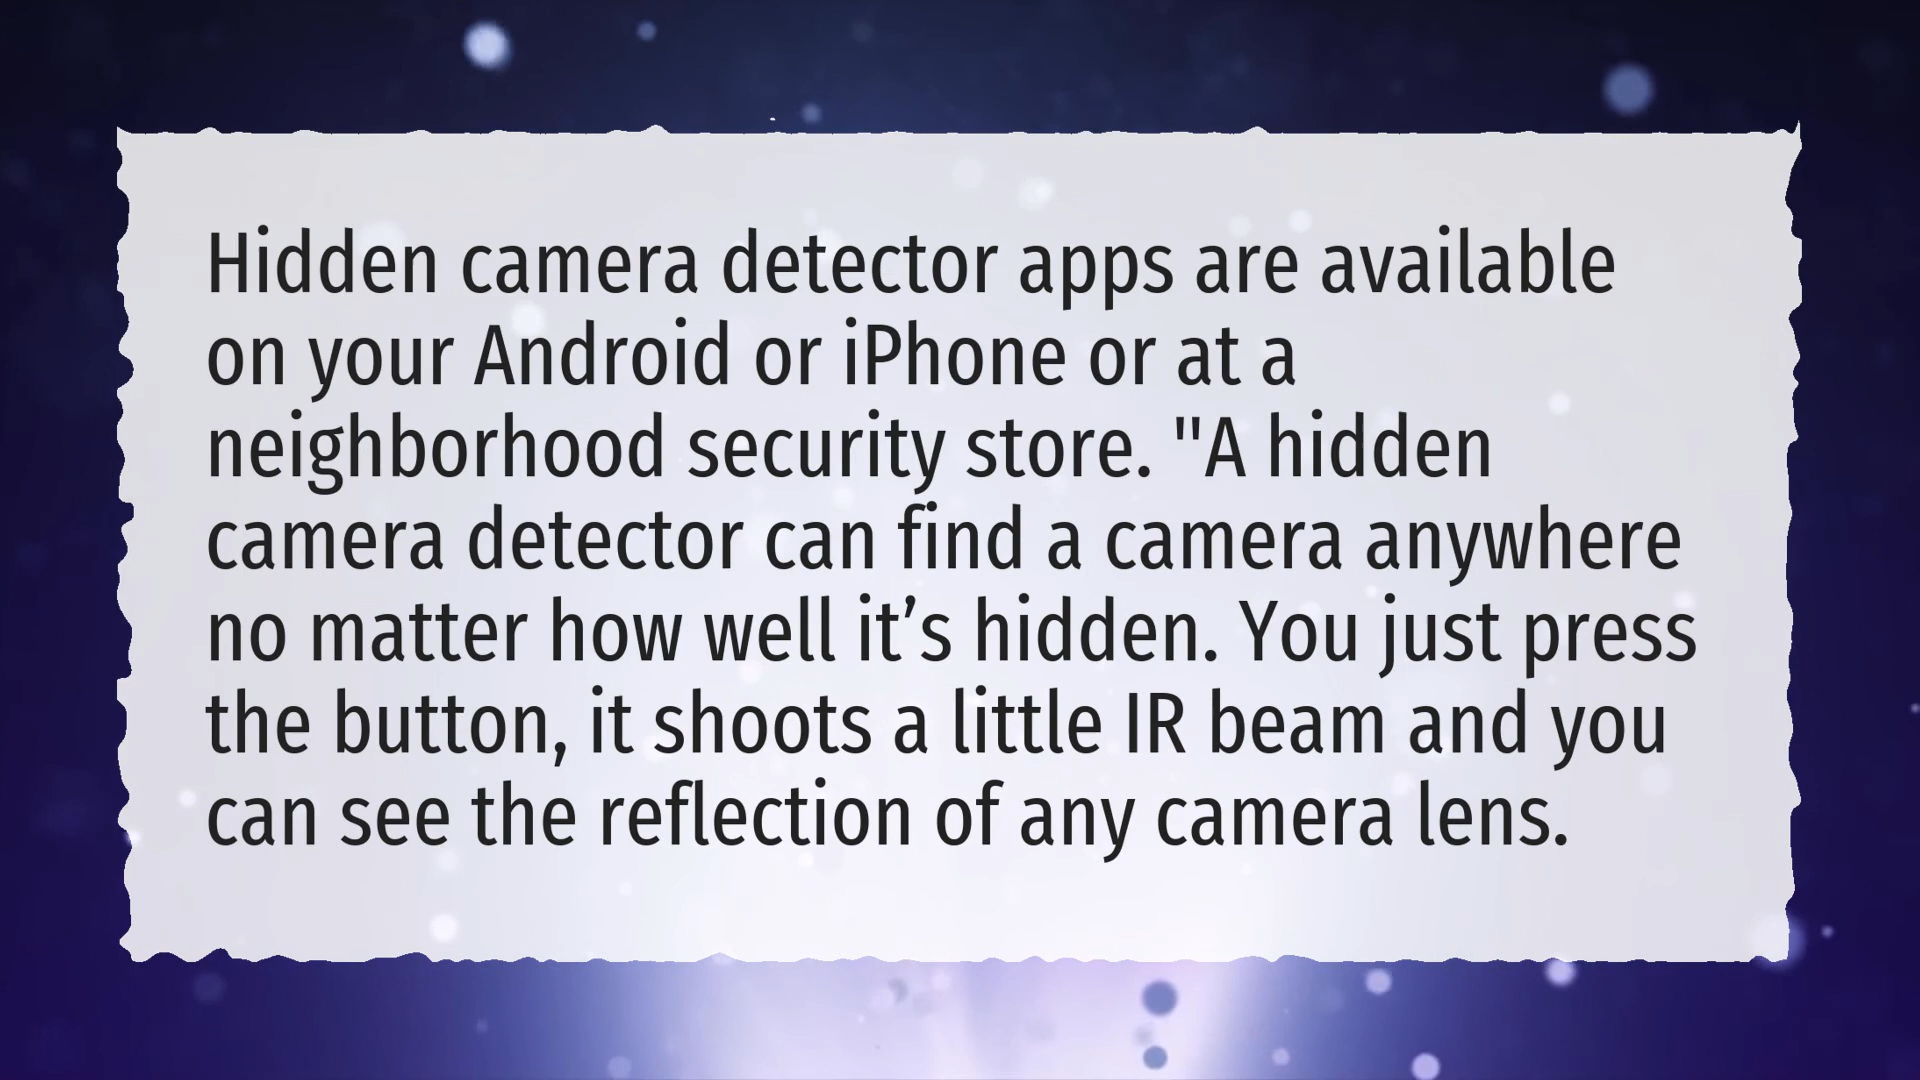 Hidden camera detector apps are available
on your Android or iPhone or at a
neighborhood security store. "A hidden
camera detector can find a camera anywhere
no matter how well it’s hidden. You just press
the button, it shoots a little IR beam and you
can see the reflection of any camera lens.